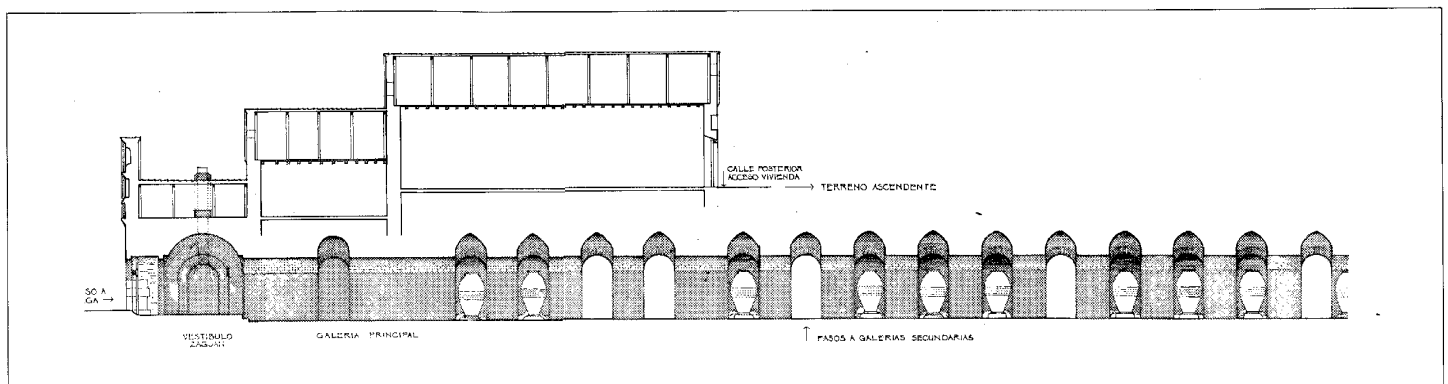 CALLE POSTERIOR
ACCESO VIVIENDA
TERRENO ASCENDENTE
SO A
GA
VESTIBULO
ZAGUAN
GALERIA PRINCIPAL
PASOS A GALERIAS SECUNDARIAS